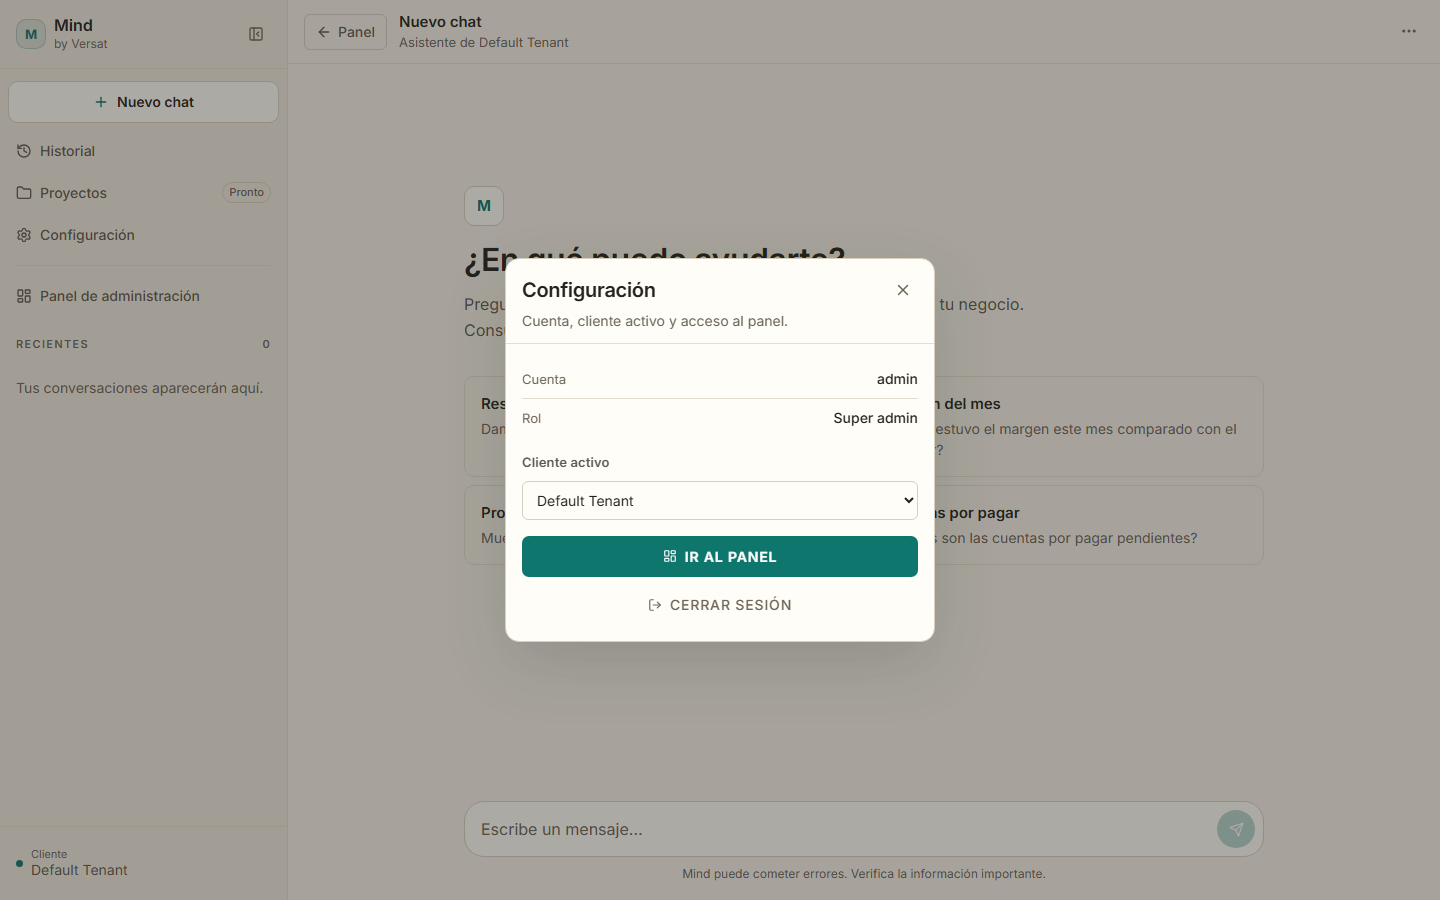 M
Mind
by Versat
Nuevo chat
Historial
Proyectos
Pronto
Configuración
Panel de administración
RECIENTES
0
Tus conversaciones aparecerán aquí.
Cliente
Default Tenant
Panel
Nuevo chat
Asistente de Default Tenant
M
¿En qué puedo ayudarte?
tu negocio.
del mes
estuvo el margen este mes comparado con el
por pagar
son las cuentas por pagar pendientes?
Configuración
Cuenta, cliente activo y acceso al panel.
Cuenta
admin
Rol
Super admin
Cliente activo
Default Tenant
IR AL PANEL
CERRAR SESIÓN
Escribe un mensaje...
Mind puede cometer errores. Verifica la información importante.